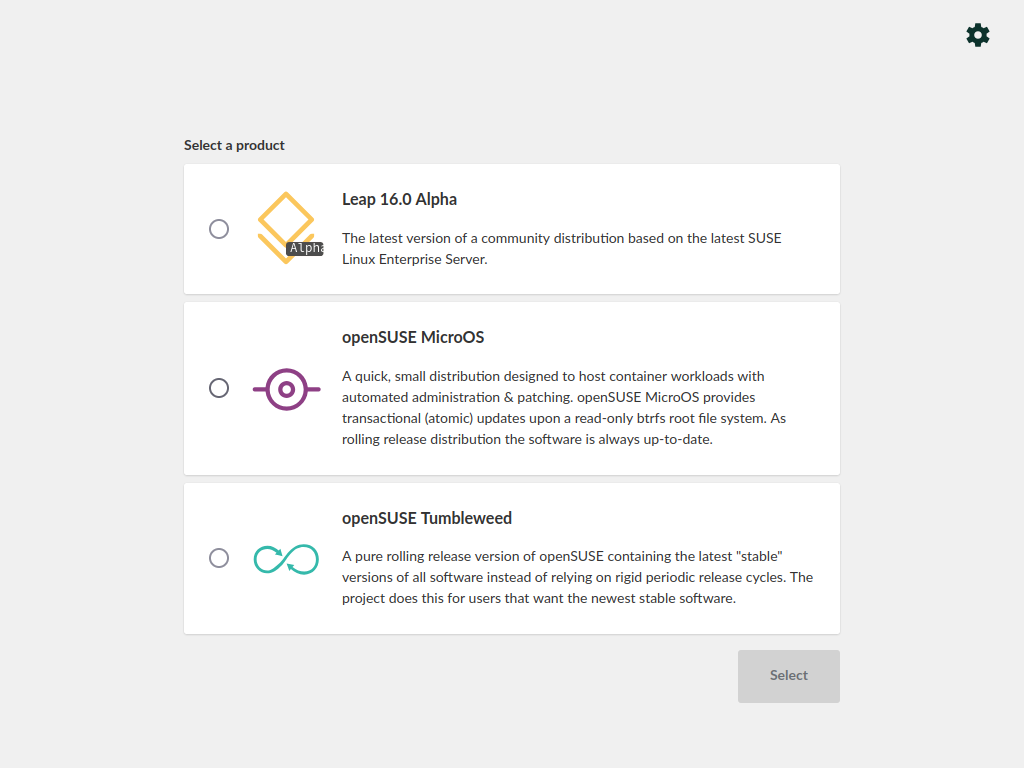 Select a product
Leap 16.0 Alpha
The latest version of a community distribution based on the latest SUSE
Linux Enterprise Server.
Alpha
openSUSE MicroOS
A quick, small distribution designed to host container workloads with
automated administration & patching. openSUSE MicroOS provides
transactional (atomic) updates upon a read-only btrfs root file system. As
rolling release distribution the software is always up-to-date.
openSUSE Tumbleweed
A pure rolling release version of openSUSE containing the latest "stable"
versions of all software instead of relying on rigid periodic release cycles. The
project does this for users that want the newest stable software.
Select